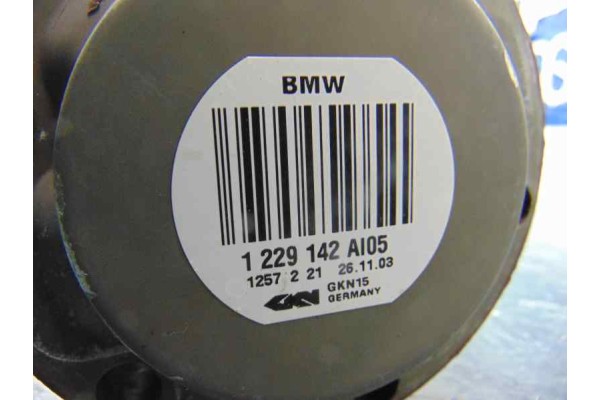 BMW
1 229 142 AI05
1257 2 21 26.11.03
GKN GKN15
GERMANY